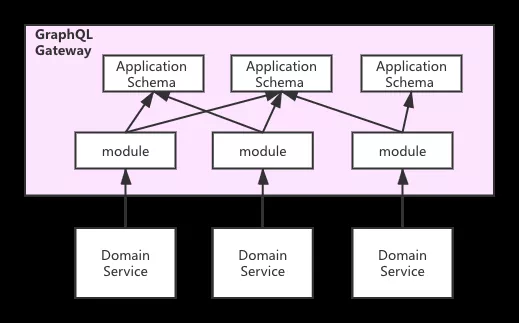 GraphQL
Gateway
Application
Schema
Application
Schema
Application
Schema
module
module
module
Domain
Service
Domain
Service
Domain
Service